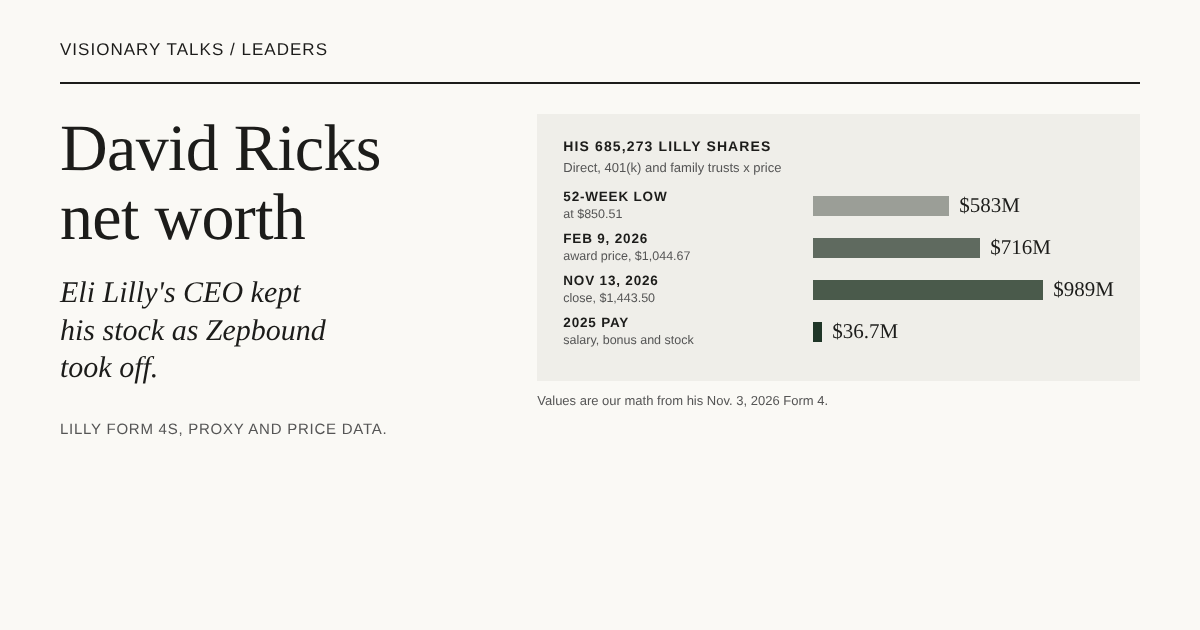 VISIONARY TALKS / LEADERS
David Ricks
net worth
Eli Lilly's CEO kept
his stock as Zepbound
took off.
LILLY FORM 4S, PROXY AND PRICE DATA.
HIS 685,273 LILLY SHARES
Direct, 401(k) and family trusts x price
52-WEEK LOW
at $850.51
$583M
FEB 9, 2026
award price, $1,044.67
$716M
NOV 13, 2026
close, $1,443.50
$989M
2025 PAY
salary, bonus and stock
$36.7M
Values are our math from his Nov. 3, 2026 Form 4.